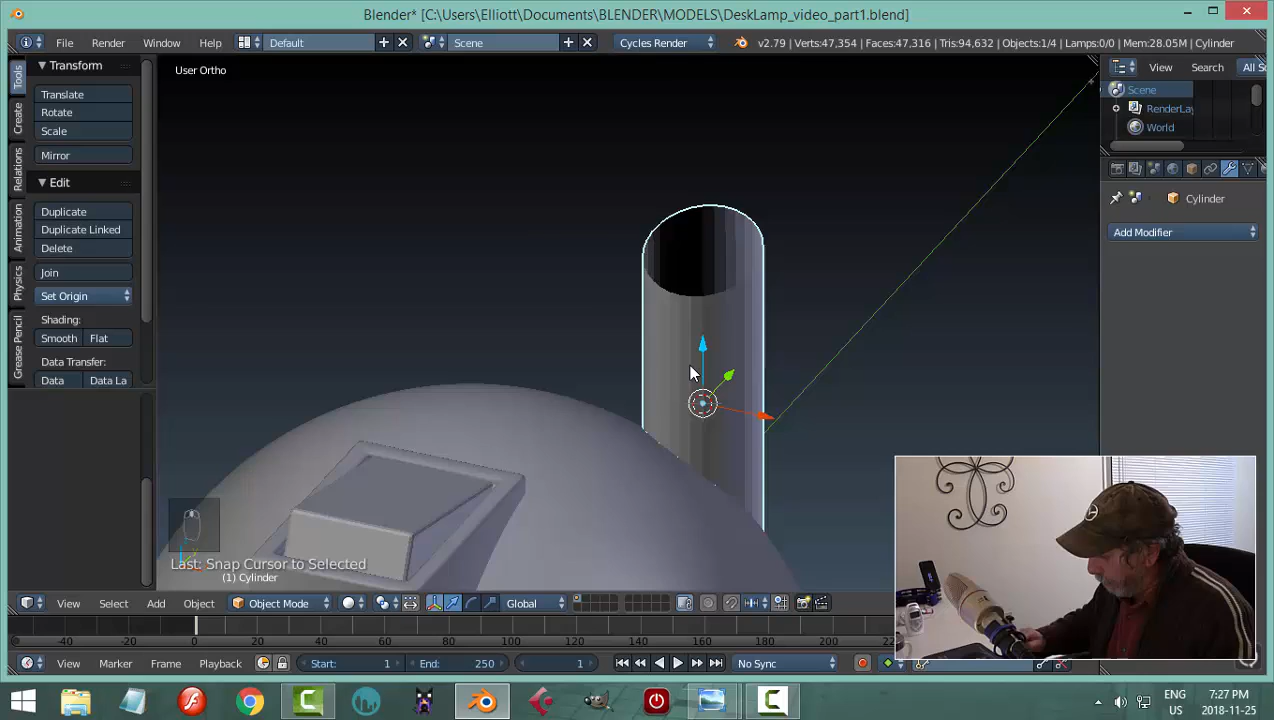 Blender* [C:\Users\Elliott\Documents\BLENDER\MODELS\DeskLamp_video_part1.blend]
File Render Window Help Default Scene Cycles Render v2.79 | Verts:47,354 | Faces:47,316 | Tris:94,632 | Objects:1/4 | Lamps:0/0 | Mem:28.05M | Cylinder
Transform
Translate
Rotate
Scale
Mirror
Edit
Duplicate
Duplicate Linked
Delete
Join
Set Origin
Shading:
Smooth Flat
Data Transfer:
Data Data La
Tools
Create
Relations
Animation
Physics
Grease Pencil
User Ortho
Last: Snap Cursor to Selected
(1) Cylinder
View Search All S
Scene
RenderLay
World
Cylinder
Add Modifier
View Select Add Object Object Mode Global
-40 -20 0 20 40 60 80 100 120 140 160 180 200
View Marker Frame Playback Start: 1 End: 250 1 No Sync
ENG
US
7:27 PM
2018-11-25